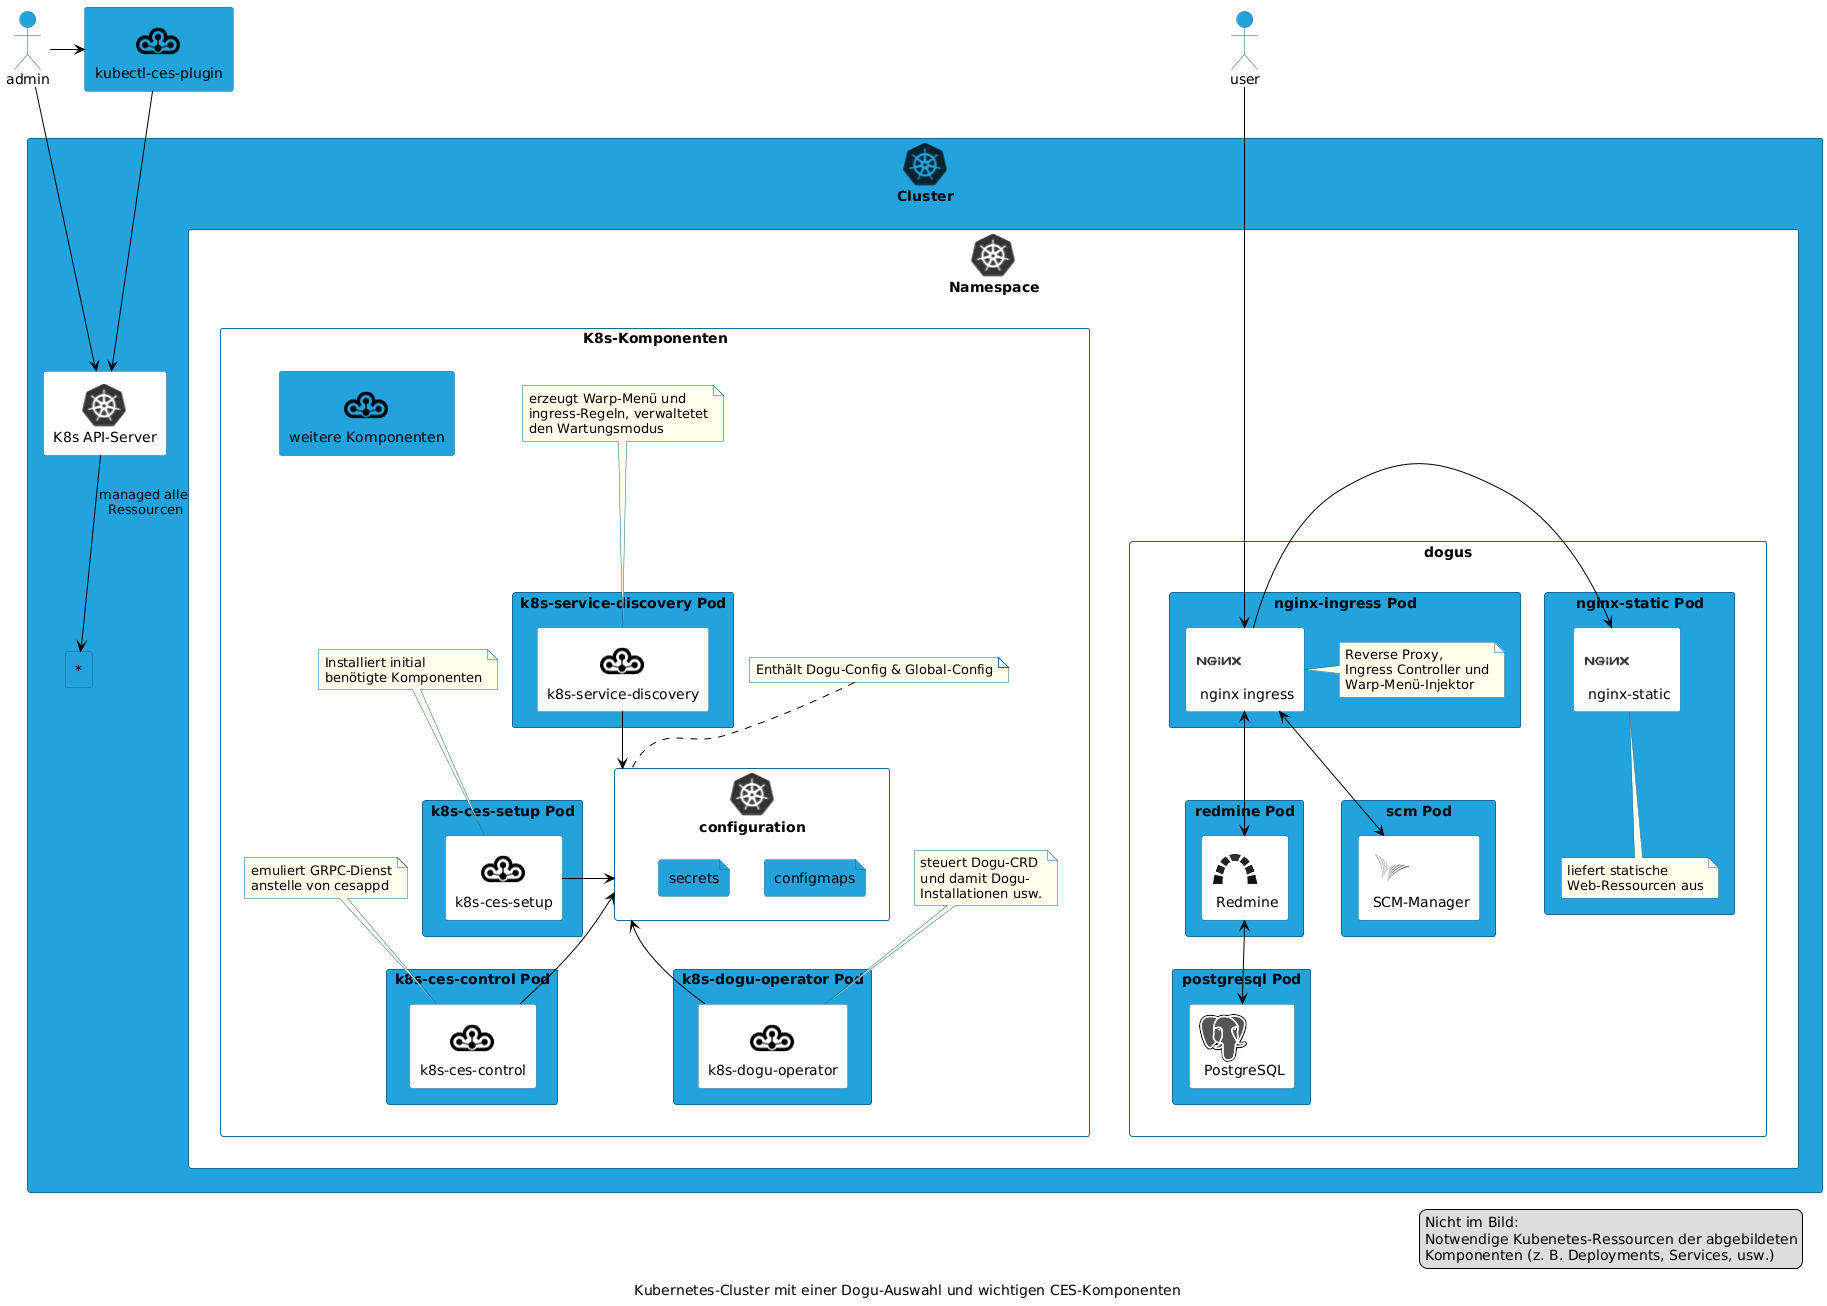 admin
kubectl-ces-plugin
user
Cluster
Namespace
K8s-Komponenten
weitere Komponenten
erzeugt Warp-Menü und
ingress-Regeln, verwaltetet
den Wartungsmodus
K8s API-Server
managed alle
Ressourcen
*
dogus
k8s-service-discovery Pod
k8s-service-discovery
Installiert initial
benötigte Komponenten
Enthält Dogu-Config & Global-Config
nginx-ingress Pod
NGINX
nginx ingress
Reverse Proxy,
Ingress Controller und
Warp-Menü-Injektor
nginx-static Pod
NGINX
nginx-static
k8s-ces-setup Pod
k8s-ces-setup
configuration
secrets
configmaps
emuliert GRPC-Dienst
anstelle von cesappd
steuert Dogu-CRD
und damit Dogu-
Installationen usw.
redmine Pod
Redmine
scm Pod
SCM-Manager
liefert statische
Web-Ressourcen aus
k8s-ces-control Pod
k8s-ces-control
k8s-dogu-operator Pod
k8s-dogu-operator
postgresql Pod
PostgreSQL
Nicht im Bild:
Notwendige Kubenetes-Ressourcen der abgebildeten
Komponenten (z. B. Deployments, Services, usw.)
Kubernetes-Cluster mit einer Dogu-Auswahl und wichtigen CES-Komponenten